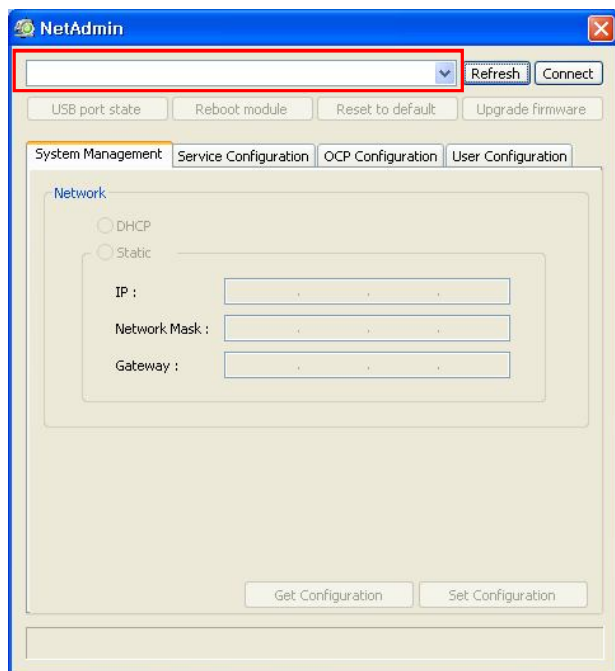 NetAdmin
Refresh Connect
USB port state Reboot module Reset to default Upgrade firmware
System Management Service Configuration OCP Configuration User Configuration
Network
DHCP
Static
IP :
Network Mask :
Gateway :
Get Configuration Set Configuration